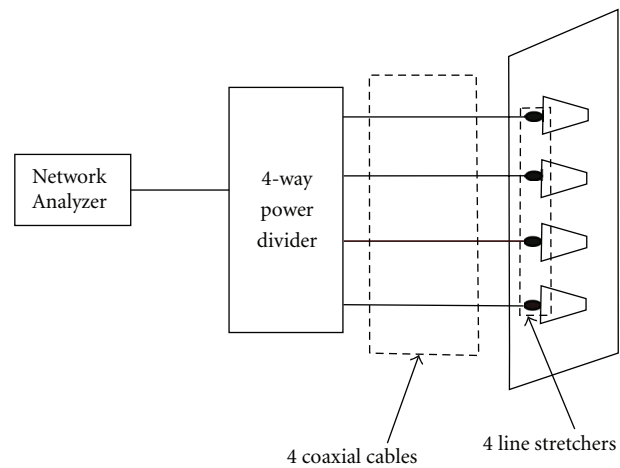 Network
Analyzer
4-way
power
divider
4 coaxial cables
4 line stretchers